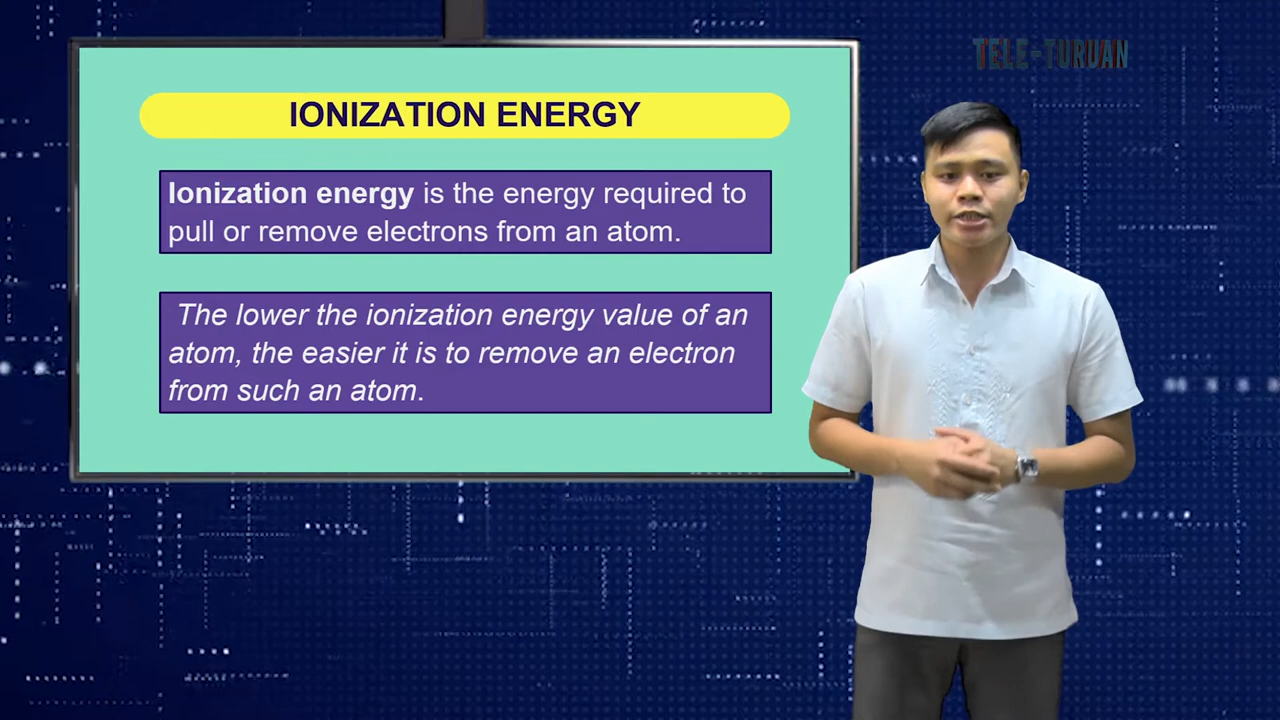 TELE-TURUAN
IONIZATION ENERGY
Ionization energy is the energy required to
pull or remove electrons from an atom.
The lower the ionization energy value of an
atom, the easier it is to remove an electron
from such an atom.